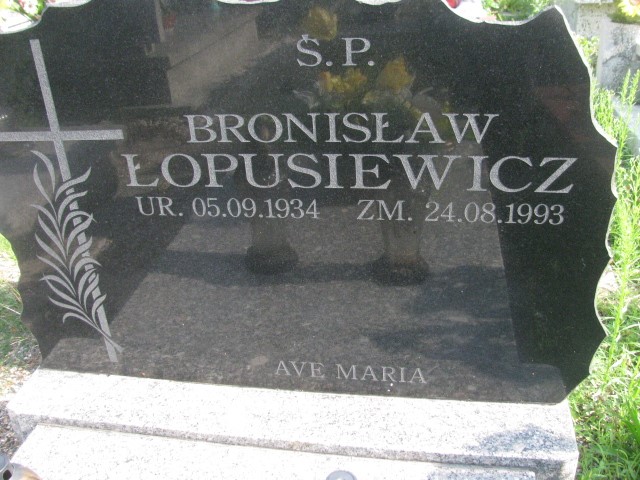 Ś.P.
BRONISŁAW
ŁOPUSIEWICZ
UR. 05.09.1934 ZM. 24.08.1993
AVE MARIA